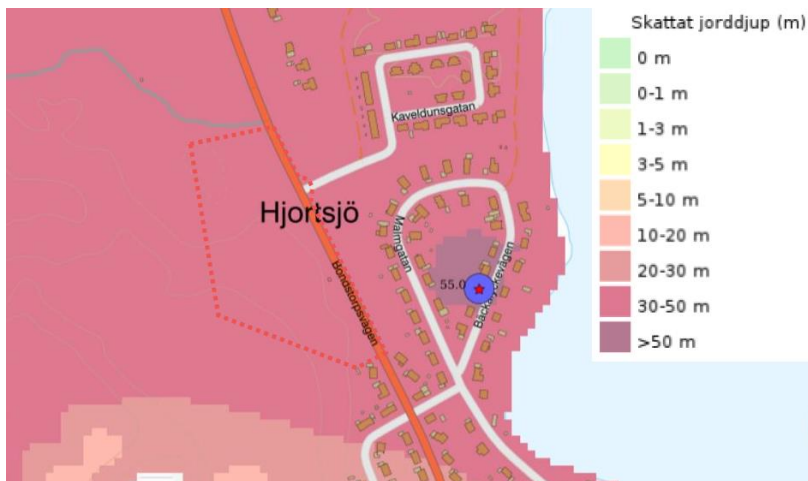 Skattat jorddjup (m)
0 m
0-1 m
1-3 m
3-5 m
5-10 m
10-20 m
20-30 m
30-50 m
>50 m
Kaveldunsgatan
Hjortsjö
Malmgatan
Bondstorpsvägen
55.0